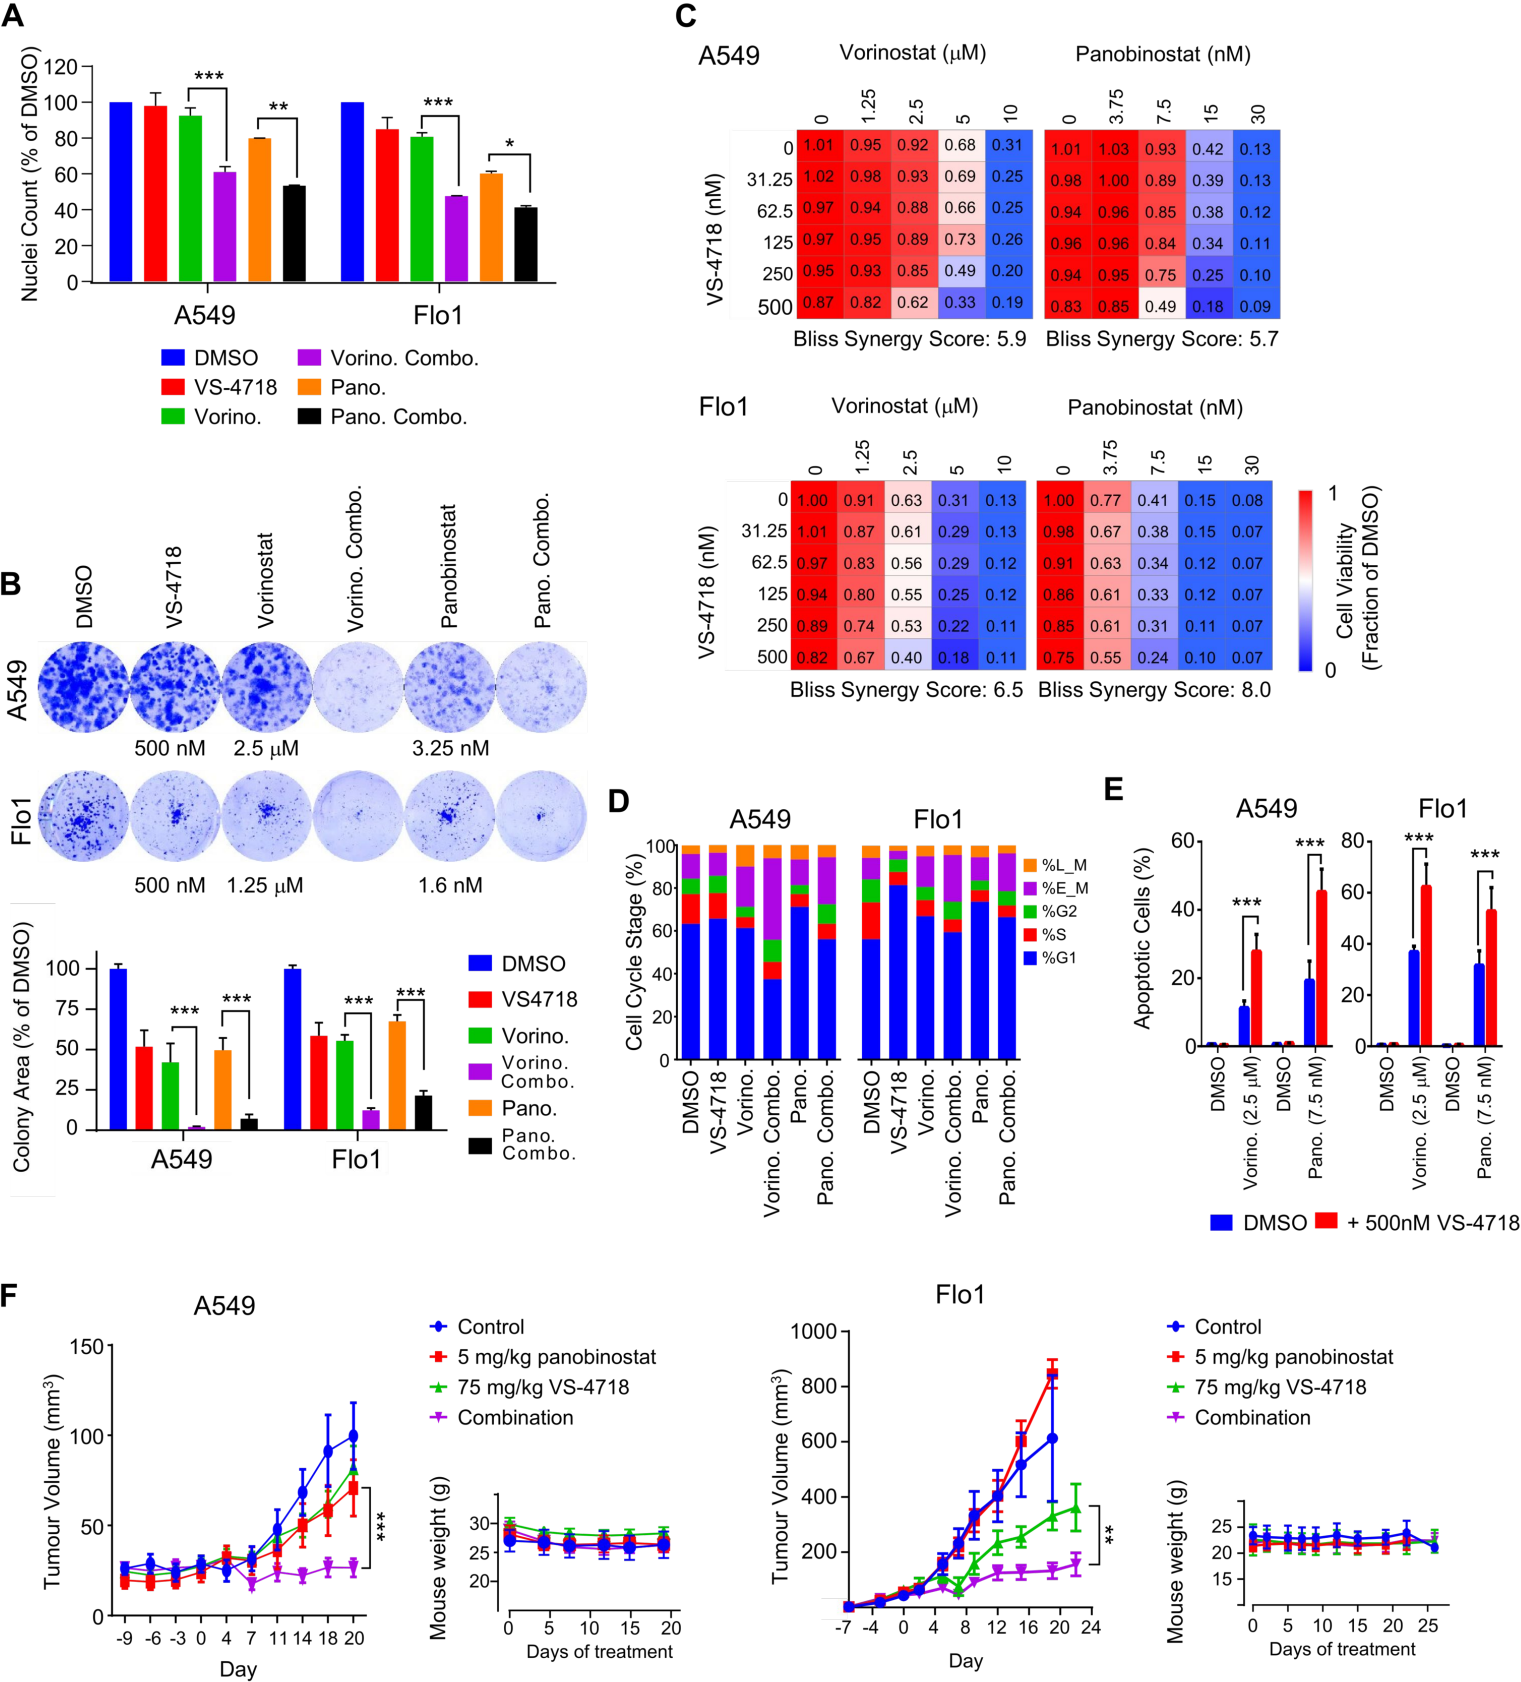 A
Nuclei Count (% of DMSO)
120
100
80
60
40
20
0
***
**
***
*
A549
Flo1
DMSO
VS-4718
Vorino.
Vorino. Combo.
Pano.
Pano. Combo.
B
DMSO
VS-4718
Vorinostat
Vorino. Combo.
Panobinostat
Pano. Combo.
A549
500 nM
2.5 µM
3.25 nM
Flo1
500 nM
1.25 µM
1.6 nM
Colony Area (% of DMSO)
100
75
50
25
0
***
***
***
***
A549
Flo1
DMSO
VS4718
Vorino.
Vorino.
Combo.
Pano.
Pano.
Combo.
C
A549
Vorinostat (µM)
Panobinostat (nM)
0 1.25 2.5 5 10
0 3.75 7.5 15 30
VS-4718 (nM)
0 1.01 0.95 0.92 0.68 0.31 1.01 1.03 0.93 0.42 0.13
31.25 1.02 0.98 0.93 0.69 0.25 0.98 1.00 0.89 0.39 0.13
62.5 0.97 0.94 0.88 0.66 0.25 0.94 0.96 0.85 0.38 0.12
125 0.97 0.95 0.89 0.73 0.26 0.96 0.96 0.84 0.34 0.11
250 0.95 0.93 0.85 0.49 0.20 0.94 0.95 0.75 0.25 0.10
500 0.87 0.82 0.62 0.33 0.19 0.83 0.85 0.49 0.18 0.09
Bliss Synergy Score: 5.9
Bliss Synergy Score: 5.7
Flo1
Vorinostat (µM)
Panobinostat (nM)
0 1.25 2.5 5 10
0 3.75 7.5 15 30
VS-4718 (nM)
0 1.00 0.91 0.63 0.31 0.13 1.00 0.77 0.41 0.15 0.08
31.25 1.01 0.87 0.61 0.29 0.13 0.98 0.67 0.38 0.15 0.07
62.5 0.97 0.83 0.56 0.29 0.12 0.91 0.63 0.34 0.12 0.07
125 0.94 0.80 0.55 0.25 0.12 0.86 0.61 0.33 0.12 0.07
250 0.89 0.74 0.53 0.22 0.11 0.85 0.61 0.31 0.11 0.07
500 0.82 0.67 0.40 0.18 0.11 0.75 0.55 0.24 0.10 0.07
Bliss Synergy Score: 6.5
Bliss Synergy Score: 8.0
1
0
Cell Viability
(Fraction of DMSO)
D
A549
Flo1
Cell Cycle Stage (%)
100
80
60
40
20
0
DMSO
VS-4718
Vorino.
Vorino. Combo.
Pano.
Pano. Combo.
DMSO
VS-4718
Vorino.
Vorino. Combo.
Pano.
Pano. Combo.
%L_M
%E_M
%G2
%S
%G1
E
A549
Flo1
Apoptotic Cells (%)
60
40
20
0
***
***
DMSO
Vorino. (2.5 µM)
DMSO
Pano. (7.5 nM)
80
60
40
20
0
***
***
DMSO
Vorino. (2.5 µM)
DMSO
Pano. (7.5 nM)
DMSO
+ 500nM VS-4718
F
A549
Tumour Volume (mm³)
150
100
50
0
-9 -6 -3 0 4 7 11 14 18 20
Day
***
Control
5 mg/kg panobinostat
75 mg/kg VS-4718
Combination
Mouse weight (g)
30
25
20
0 5 10 15 20
Days of treatment
Flo1
Tumour Volume (mm³)
1000
800
600
400
200
-7 -4 0 4 8 12 16 20 24
Day
**
Control
5 mg/kg panobinostat
75 mg/kg VS-4718
Combination
Mouse weight (g)
25
20
15
0 5 10 15 20 25
Days of treatment